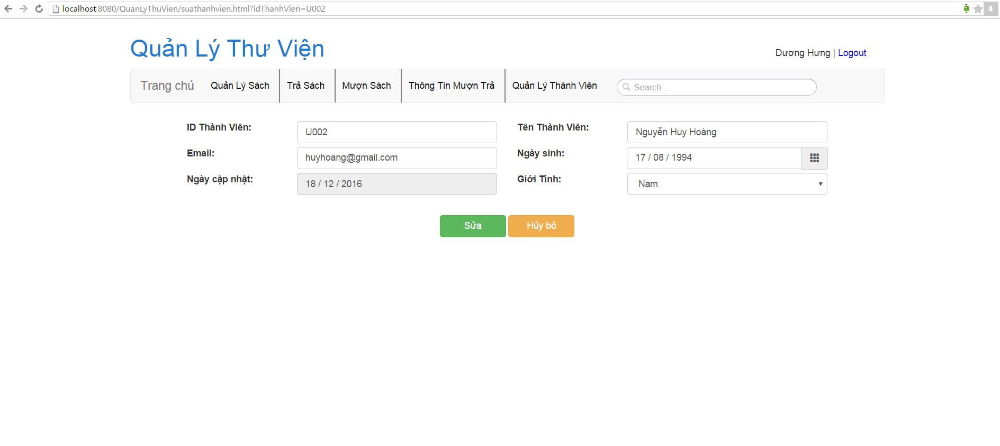 localhost:8080/QuanLyThuVien/suathanhvien.html?idThanhVien=U002
Quản Lý Thư Viện
Dương Hưng | Logout
Trang chủ Quản Lý Sách Trả Sách Mượn Sách Thông Tin Mượn Trả Quản Lý Thành Viên Search...
ID Thành Viên: U002 Tên Thành Viên: Nguyễn Huy Hoàng
Email: huyhoang@gmail.com Ngày sinh: 17 / 08 / 1994
Ngày cập nhật: 18 / 12 / 2016 Giới Tính: Nam
Sửa Hủy bỏ